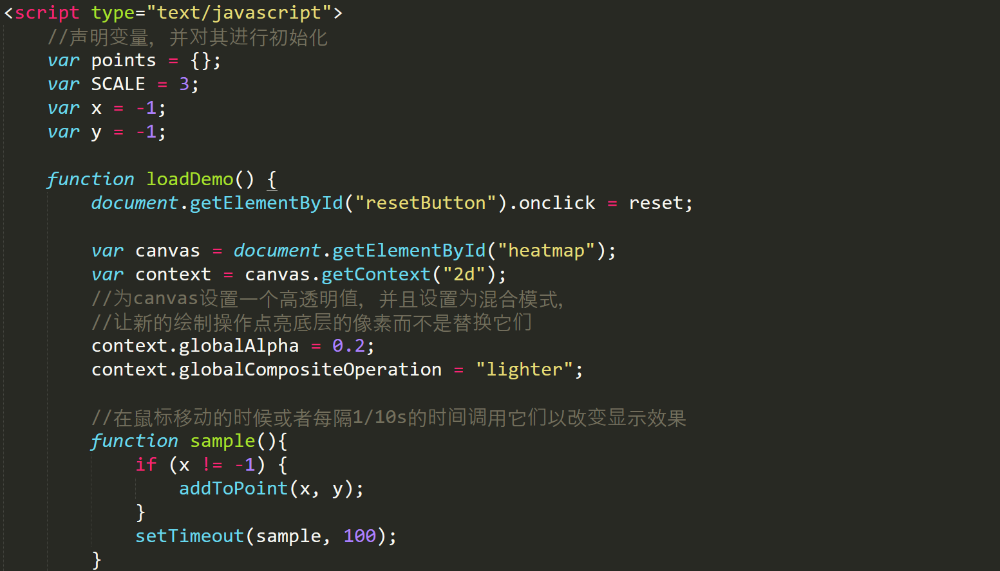 <script type="text/javascript">
//声明变量，并对其进行初始化
var points = {};
var SCALE = 3;
var x = -1;
var y = -1;
function loadDemo() {
document.getElementById("resetButton").onclick = reset;
var canvas = document.getElementById("heatmap");
var context = canvas.getContext("2d");
//为canvas设置一个高透明值，并且设置为混合模式，
//让新的绘制操作点亮底层的像素而不是替换它们
context.globalAlpha = 0.2;
context.globalCompositeOperation = "lighter";
//在鼠标移动的时候或者每隔1/10s的时间调用它们以改变显示效果
function sample(){
if (x != -1) {
addToPoint(x, y);
}
setTimeout(sample, 100);
}